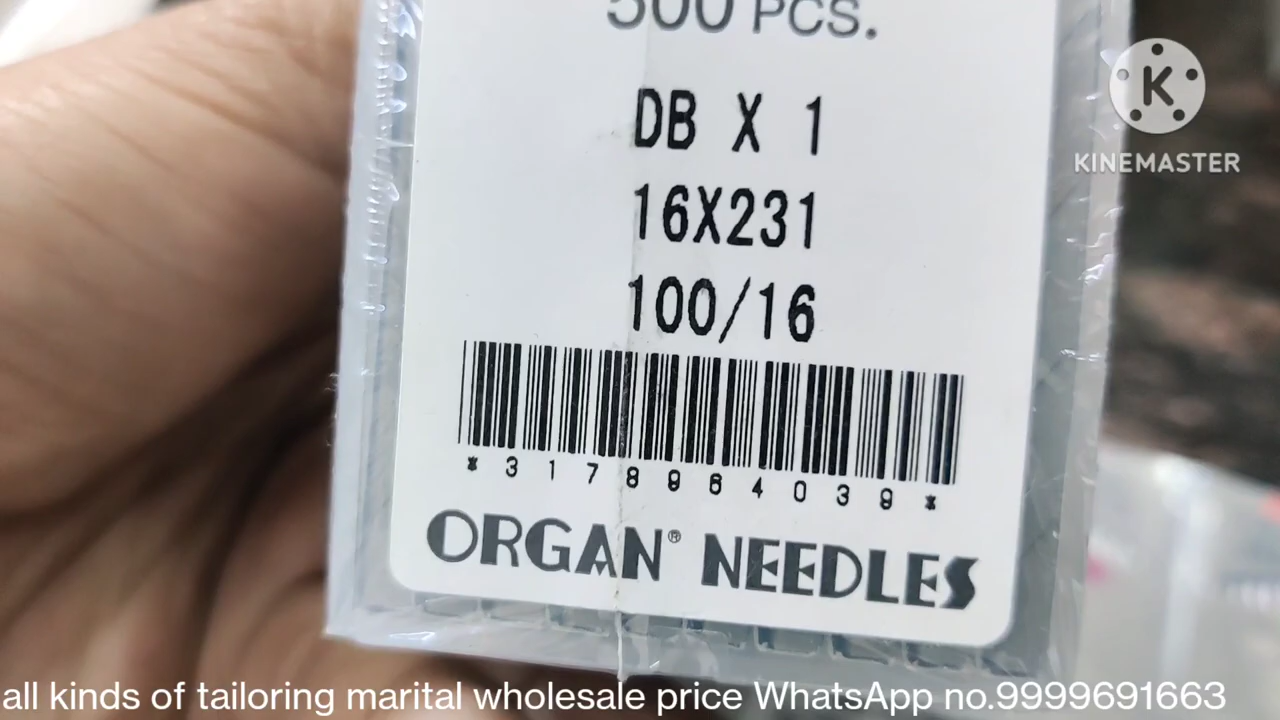 500 PCS.
DB X 1
16X231
100/16
*3178964039*
ORGAN® NEEDLES
K
KINEMASTER
all kinds of tailoring marital wholesale price WhatsApp no.9999691663